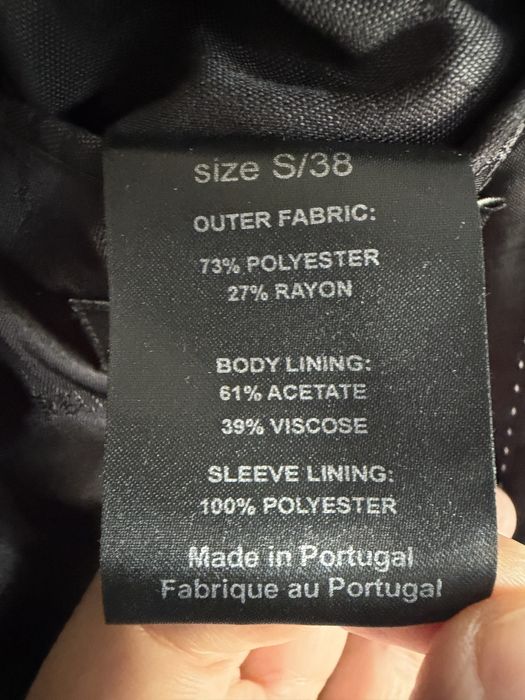 size S/38
OUTER FABRIC:
73% POLYESTER
27% RAYON
BODY LINING:
61% ACETATE
39% VISCOSE
SLEEVE LINING:
100% POLYESTER
Made in Portugal
Fabrique au Portugal